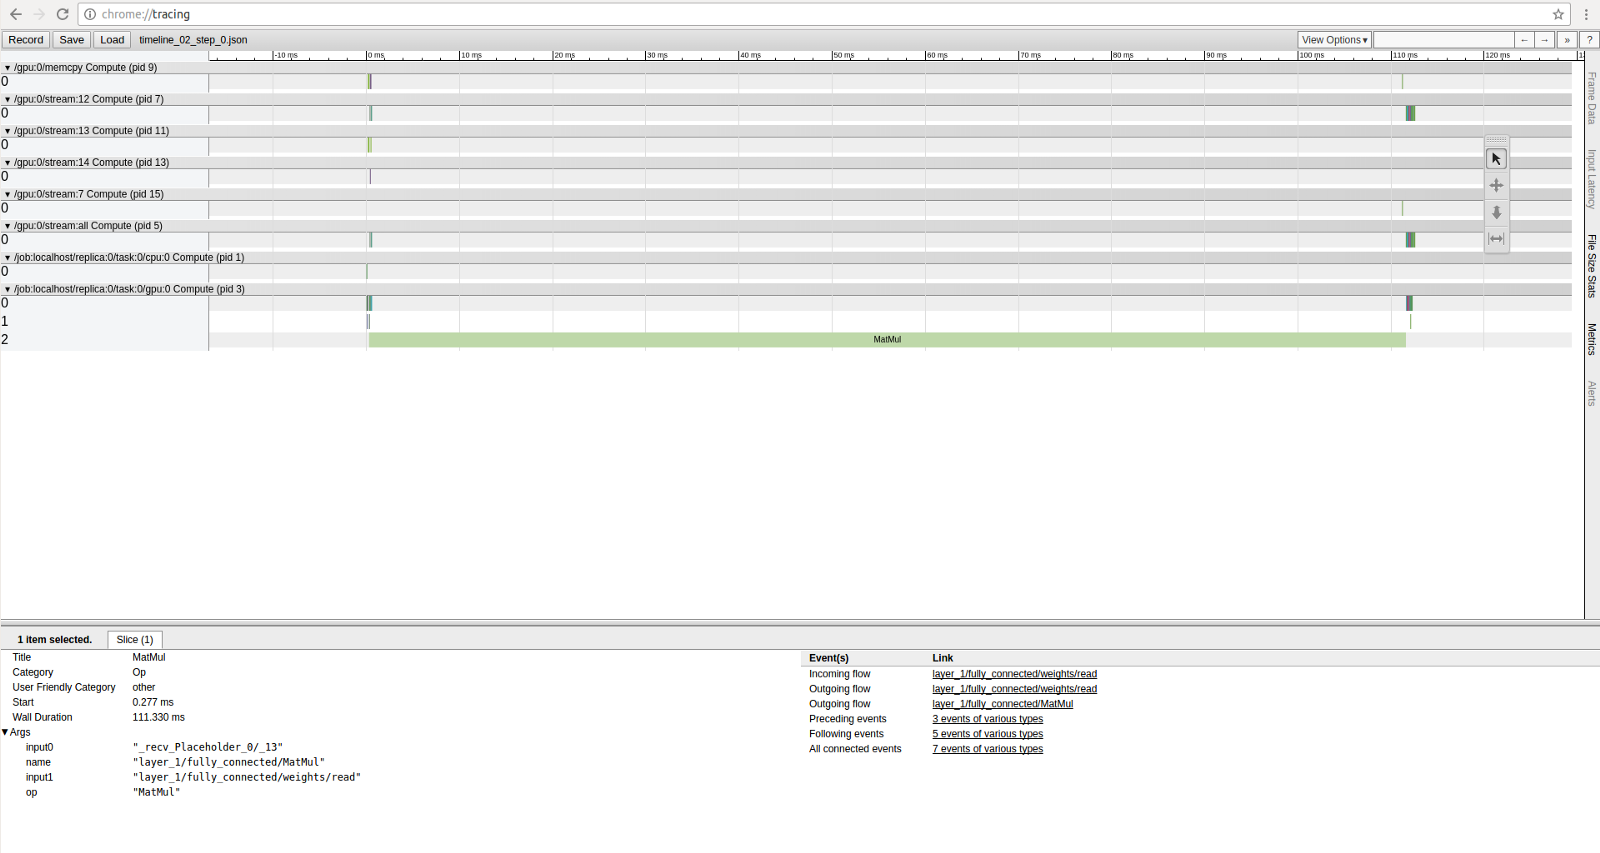 chrome://tracing
Record Save Load timeline_02_step_0.json View Options▾ ← → » ?
-10 ms 0 ms 10 ms 20 ms 30 ms 40 ms 50 ms 60 ms 70 ms 80 ms 90 ms 100 ms 110 ms 120 ms
▼ /gpu:0/memcpy Compute (pid 9)
0
▼ /gpu:0/stream:12 Compute (pid 7)
0
▼ /gpu:0/stream:13 Compute (pid 11)
0
▼ /gpu:0/stream:14 Compute (pid 13)
0
▼ /gpu:0/stream:7 Compute (pid 15)
0
▼ /gpu:0/stream:all Compute (pid 5)
0
▼ /job:localhost/replica:0/task:0/cpu:0 Compute (pid 1)
0
▼ /job:localhost/replica:0/task:0/gpu:0 Compute (pid 3)
0
1
2 MatMul
Frame Data
Input Latency
File Size Stats
Metrics
Alerts
1 item selected. Slice (1)
Title MatMul
Category Op
User Friendly Category other
Start 0.277 ms
Wall Duration 111.330 ms
▼Args
input0 "_recv_Placeholder_0/_13"
name "layer_1/fully_connected/MatMul"
input1 "layer_1/fully_connected/weights/read"
op "MatMul"
Event(s) Link
Incoming flow layer_1/fully_connected/weights/read
Outgoing flow layer_1/fully_connected/weights/read
Outgoing flow layer_1/fully_connected/MatMul
Preceding events 3 events of various types
Following events 5 events of various types
All connected events 7 events of various types